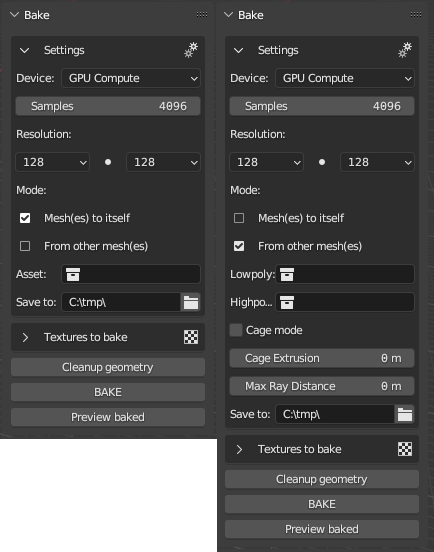 Bake
Settings
Device: GPU Compute
Samples 4096
Resolution:
128 128
Mode:
Mesh(es) to itself
From other mesh(es)
Asset:
Save to: C:\tmp\
Textures to bake
Cleanup geometry
BAKE
Preview baked
Bake
Settings
Device: GPU Compute
Samples 4096
Resolution:
128 128
Mode:
Mesh(es) to itself
From other mesh(es)
Lowpoly:
Highpo...
Cage mode
Cage Extrusion 0 m
Max Ray Distance 0 m
Save to: C:\tmp\
Textures to bake
Cleanup geometry
BAKE
Preview baked